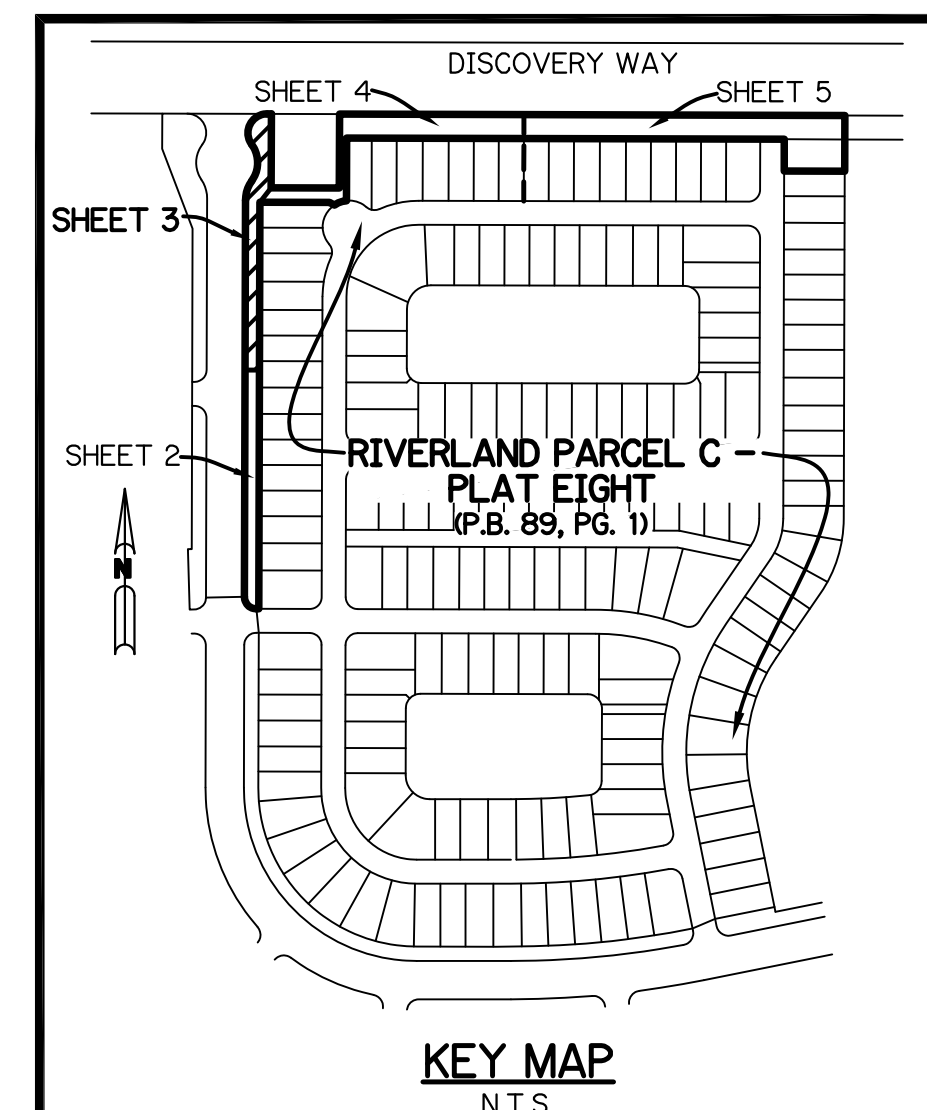 DISCOVERY WAY
SHEET 4
SHEET 5
SHEET 3
SHEET 2
RIVERLAND PARCEL C -
PLAT EIGHT
(P.B. 89, PG. 1)
N
KEY MAP
N.T.S.